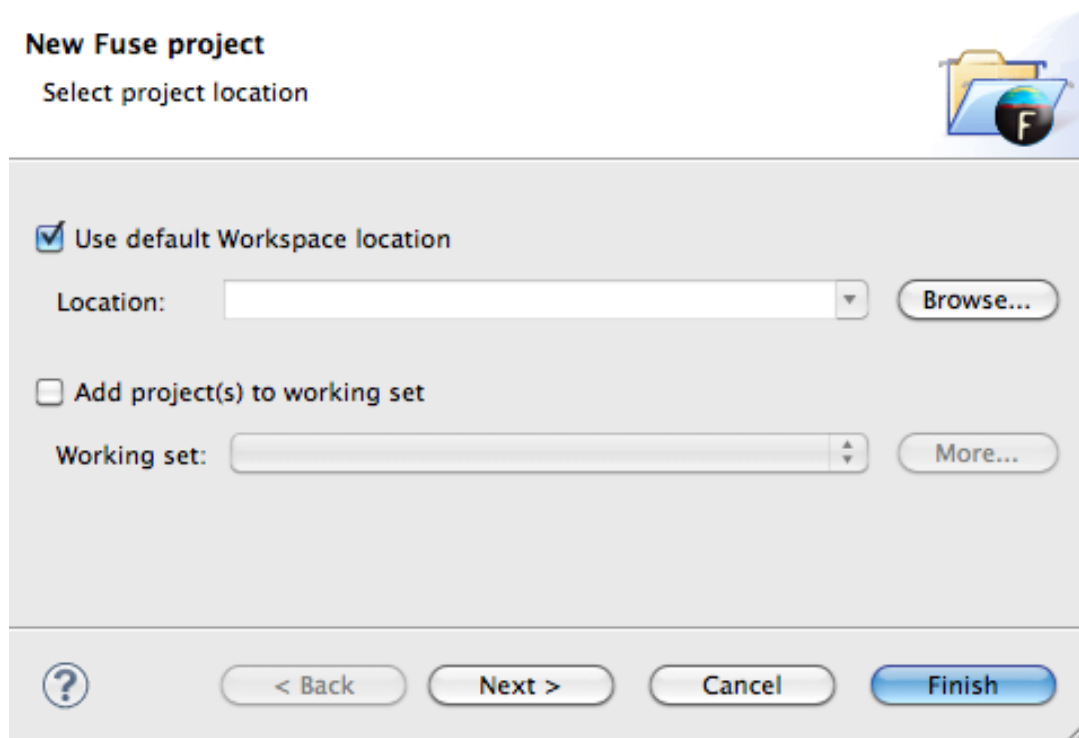 New Fuse project
Select project location
F
Use default Workspace location
Location:
Browse...
Add project(s) to working set
Working set:
More...
?
< Back
Next >
Cancel
Finish